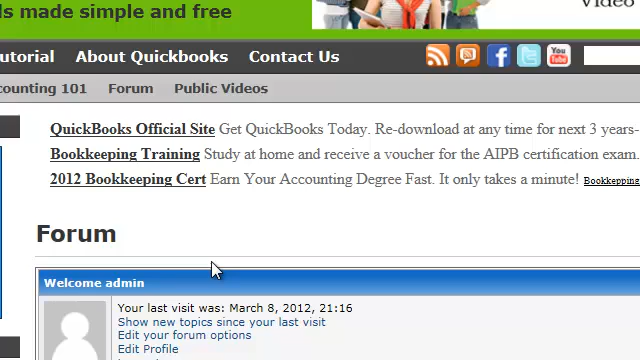 ls made simple and free
Video
utorial About Quickbooks Contact Us
You Tube
counting 101 Forum Public Videos
QuickBooks Official Site Get QuickBooks Today. Re-download at any time for next 3 years-
Bookkeeping Training Study at home and receive a voucher for the AIPB certification exam.
2012 Bookkeeping Cert Earn Your Accounting Degree Fast. It only takes a minute! Bookkepping
Forum
Welcome admin
Your last visit was: March 8, 2012, 21:16
Show new topics since your last visit
Edit your forum options
Edit Profile